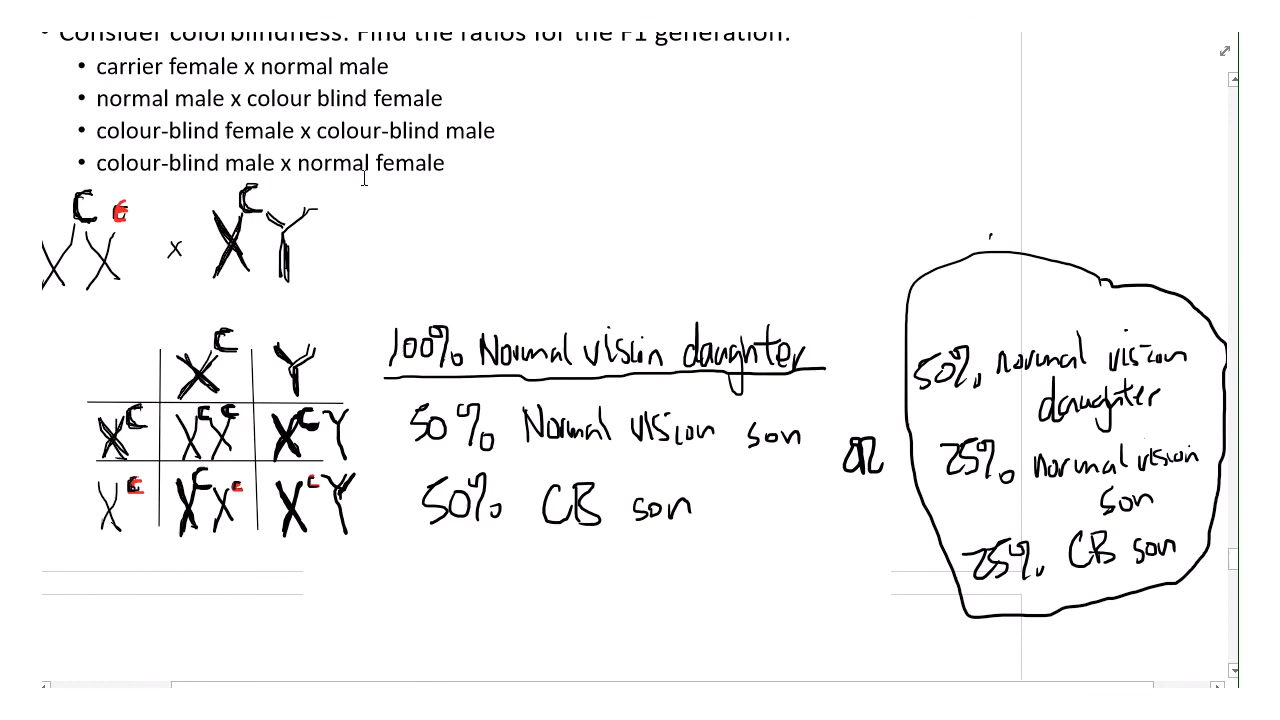 • Consider colorblindness. Find the ratios for the F1 generation.
• carrier female x normal male
• normal male x colour blind female
• colour-blind female x colour-blind male
• colour-blind male x normal female
X^C X^c x X^C Y
X^C Y
X^C X^C X^C X^C Y
X^c X^C X^c X^c Y
100% Normal vision daughter
50% Normal vision son
50% CB son
OR
50% normal vision
daughter
25% normal vision
son
25% CB son